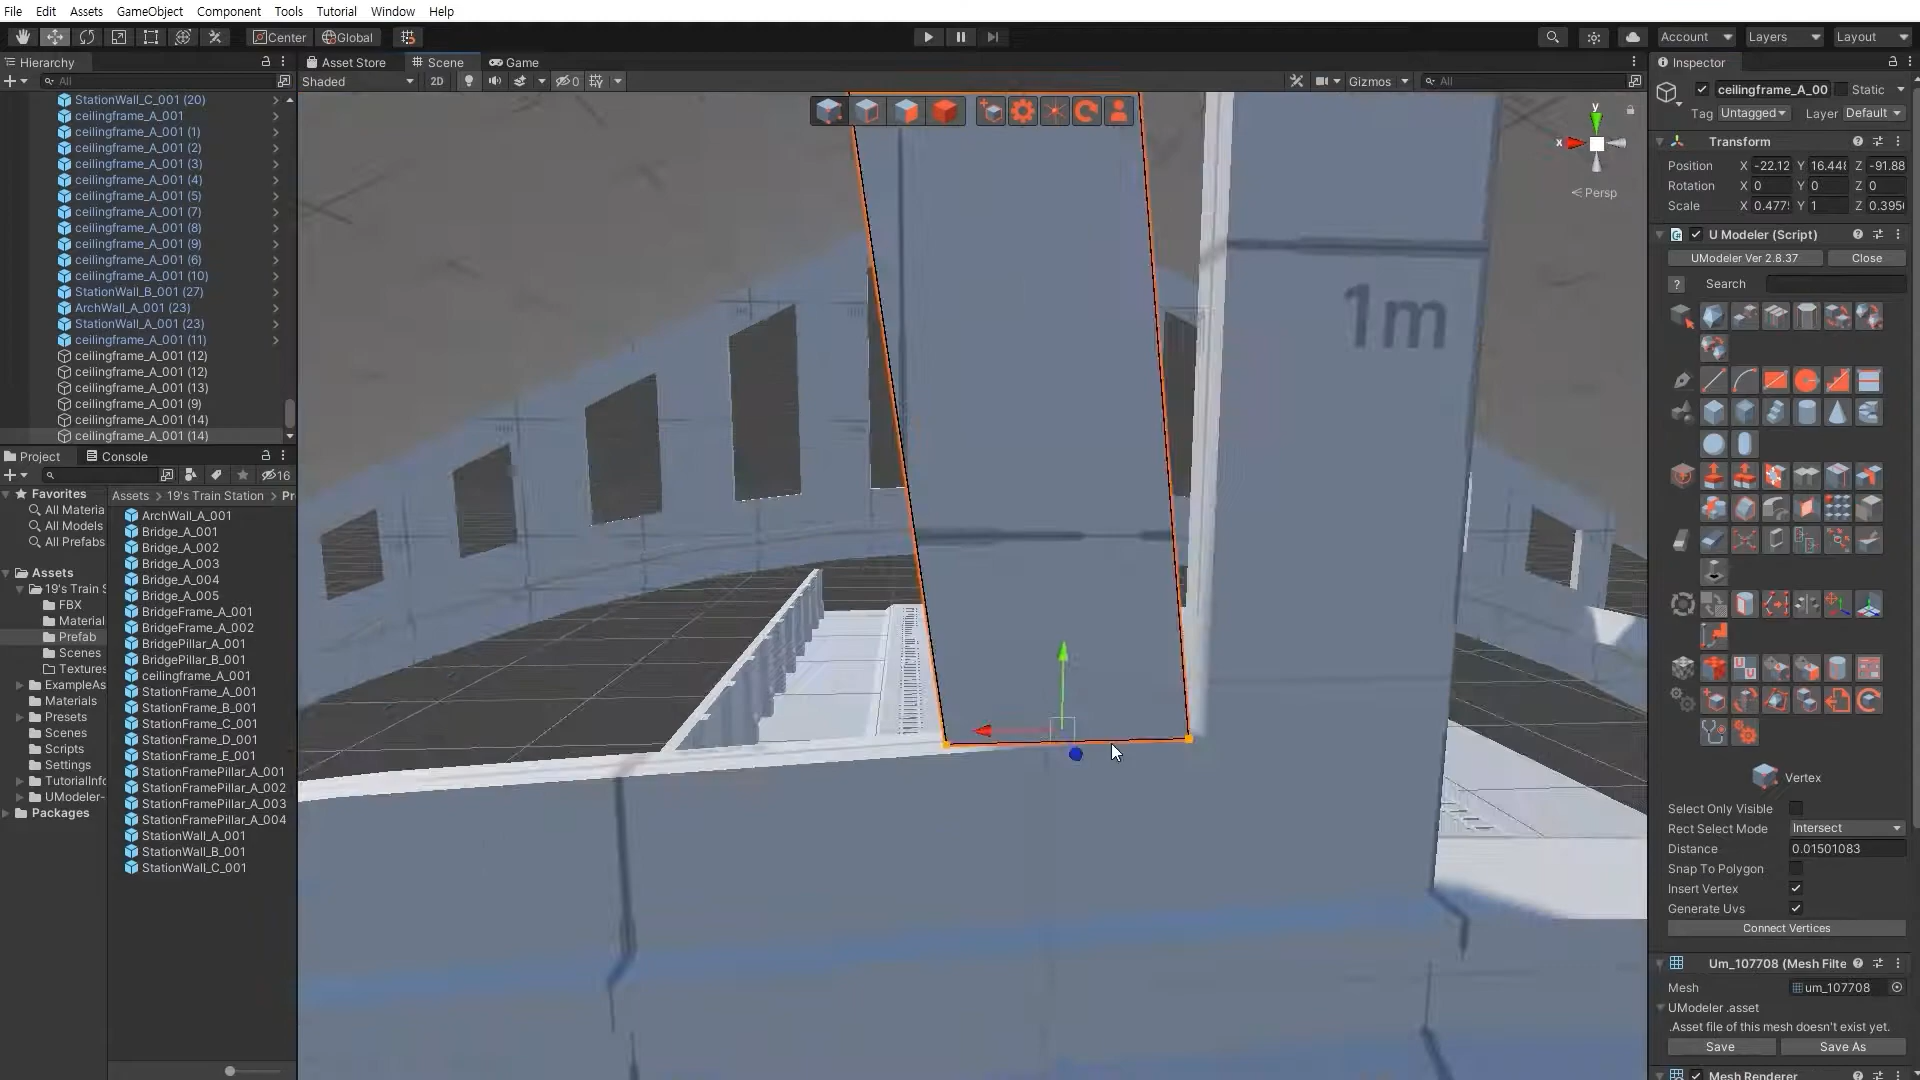 File Edit Assets GameObject Component Tools Tutorial Window Help
Center Global
Account Layers Layout
Hierarchy
Asset Store Scene Game
Inspector
All
Shaded 2D 0 Gizmos All
StationWall_C_001 (20)
ceilingframe_A_001
ceilingframe_A_001 (1)
ceilingframe_A_001 (2)
ceilingframe_A_001 (3)
ceilingframe_A_001 (4)
ceilingframe_A_001 (5)
ceilingframe_A_001 (7)
ceilingframe_A_001 (8)
ceilingframe_A_001 (9)
ceilingframe_A_001 (6)
ceilingframe_A_001 (10)
StationWall_B_001 (27)
ArchWall_A_001 (23)
StationWall_A_001 (23)
ceilingframe_A_001 (11)
ceilingframe_A_001 (12)
ceilingframe_A_001 (12)
ceilingframe_A_001 (13)
ceilingframe_A_001 (9)
ceilingframe_A_001 (14)
ceilingframe_A_001 (14)
Project Console
16
Favorites
All Materia
All Models
All Prefabs
Assets
19's Train S
FBX
Material
Prefab
Scenes
Textures
ExampleAs
Materials
Presets
Scenes
Scripts
Settings
TutorialInfo
UModeler-
Packages
Assets > 19's Train Station > Pr
ArchWall_A_001
Bridge_A_001
Bridge_A_002
Bridge_A_003
Bridge_A_004
Bridge_A_005
BridgeFrame_A_001
BridgeFrame_A_002
BridgePillar_A_001
BridgePillar_B_001
ceilingframe_A_001
StationFrame_A_001
StationFrame_B_001
StationFrame_C_001
StationFrame_D_001
StationFrame_E_001
StationFramePillar_A_001
StationFramePillar_A_002
StationFramePillar_A_003
StationFramePillar_A_004
StationWall_A_001
StationWall_B_001
StationWall_C_001
1m
y
x
< Persp
ceilingframe_A_00 Static
Tag Untagged Layer Default
Transform
Position X -22.12 Y 16.448 Z -91.88
Rotation X 0 Y 0 Z 0
Scale X 0.477 Y 1 Z 0.395
U Modeler (Script)
UModeler Ver 2.8.37 Close
? Search
Vertex
Select Only Visible
Rect Select Mode Intersect
Distance 0.01501083
Snap To Polygon
Insert Vertex
Generate Uvs
Connect Vertices
Um_107708 (Mesh Filte
Mesh um_107708
UModeler .asset
.Asset file of this mesh doesn't exist yet.
Save Save As
Mesh Renderer